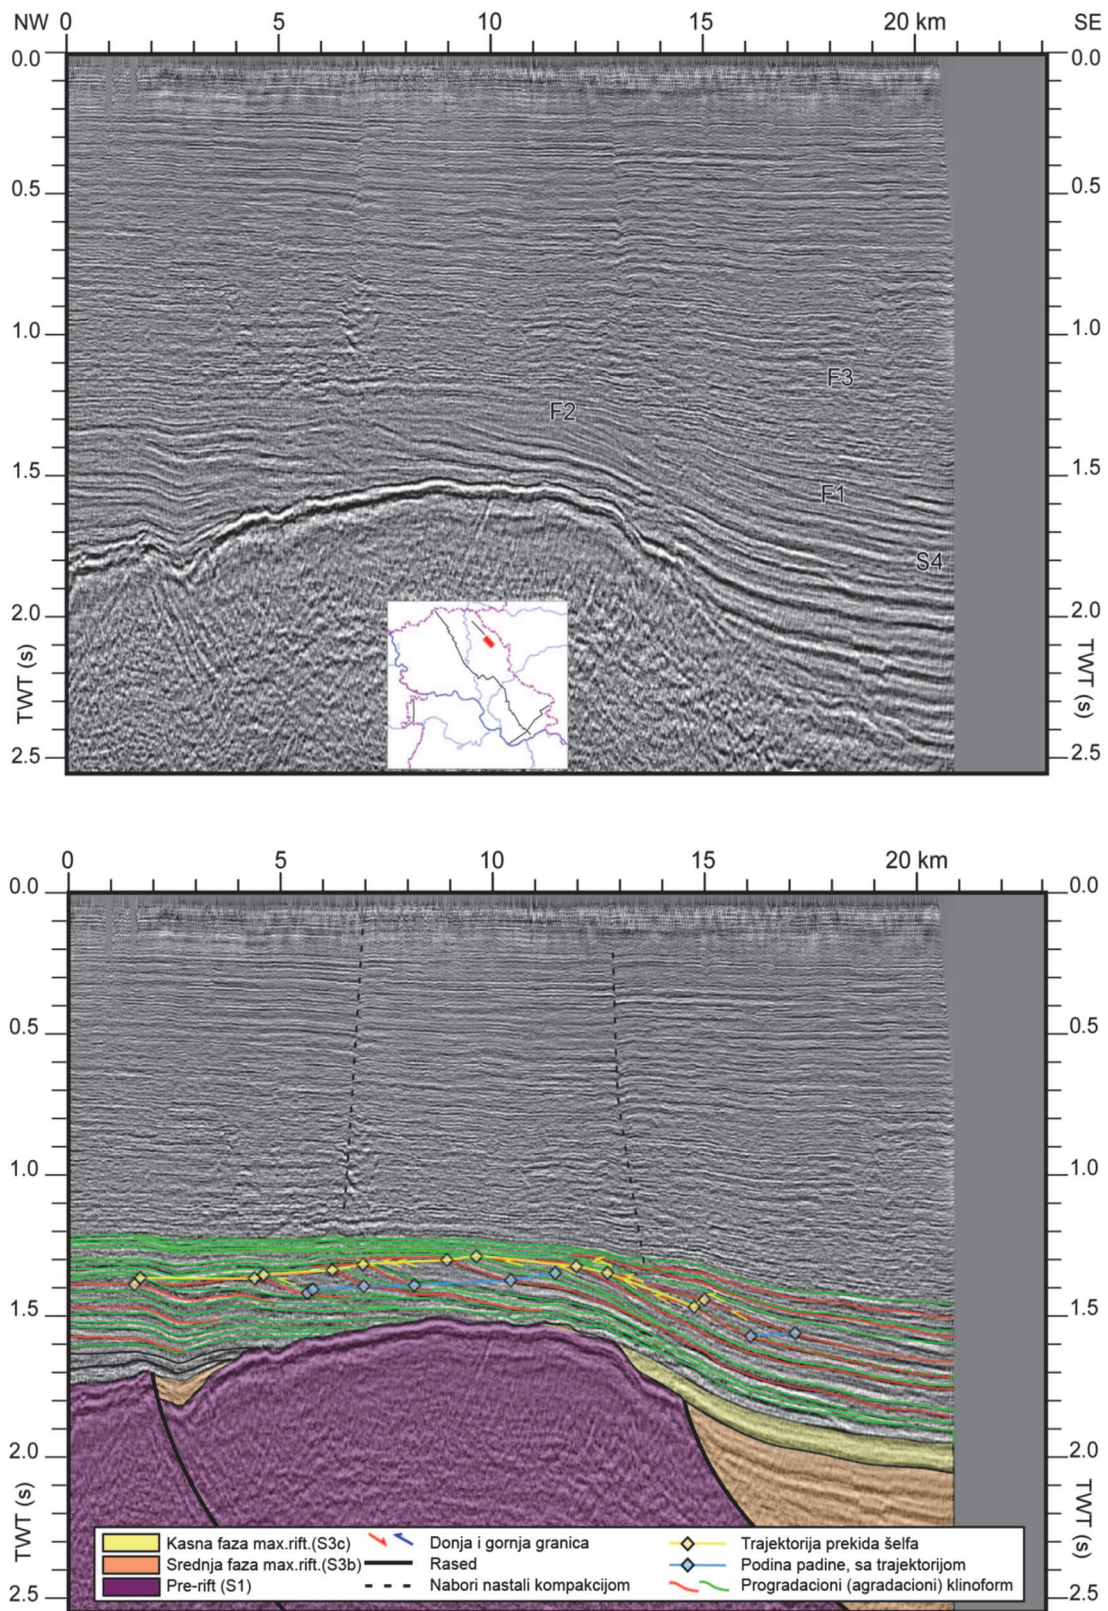 NW 0 5 10 15 20 km SE
0.0 0.0
0.5 0.5
1.0 1.0
F3
F2
1.5 1.5
F1
S4
2.0 2.0
TWT (s) TWT (s)
2.5 2.5
0 5 10 15 20 km
0.0 0.0
0.5 0.5
1.0 1.0
1.5 1.5
2.0 2.0
TWT (s) TWT (s)
Kasna faza max.rift.(S3c) Donja i gornja granica Trajektorija prekida šelfa
Srednja faza max.rift.(S3b) Rased Podina padine, sa trajektorijom
Pre-rift (S1) Nabori nastali kompakcijom Progradacioni (agradacioni) klinoform
2.5 2.5